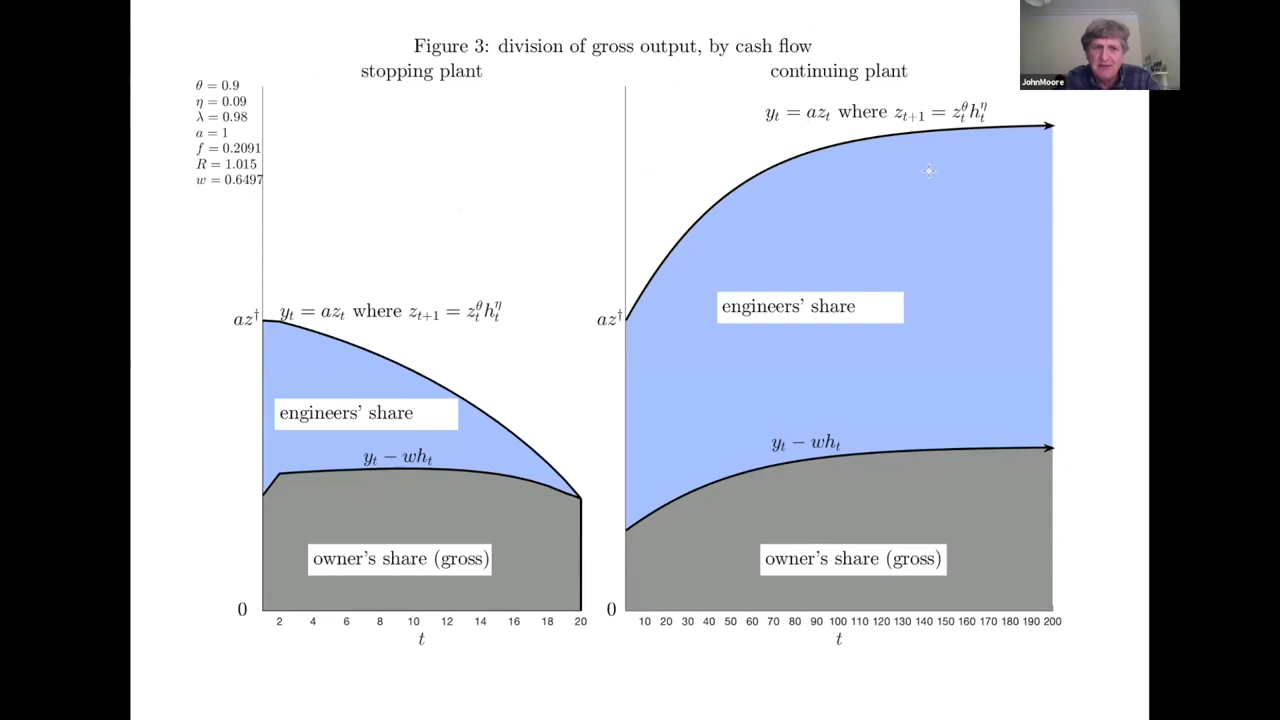 Figure 3: division of gross output, by cash flow
stopping plant
continuing plant
JohnMoore
θ = 0.9
η = 0.09
λ = 0.98
a = 1
f = 0.2091
R = 1.015
w = 0.6497
az†
y_t = az_t where z_{t+1} = z_t^θ h_t^η
engineers' share
y_t − wh_t
owner's share (gross)
0
2 4 6 8 10 12 14 16 18 20
t
y_t = az_t where z_{t+1} = z_t^θ h_t^η
az†
engineers' share
y_t − wh_t
owner's share (gross)
0
10 20 30 40 50 60 70 80 90 100 110 120 130 140 150 160 170 180 190 200
t